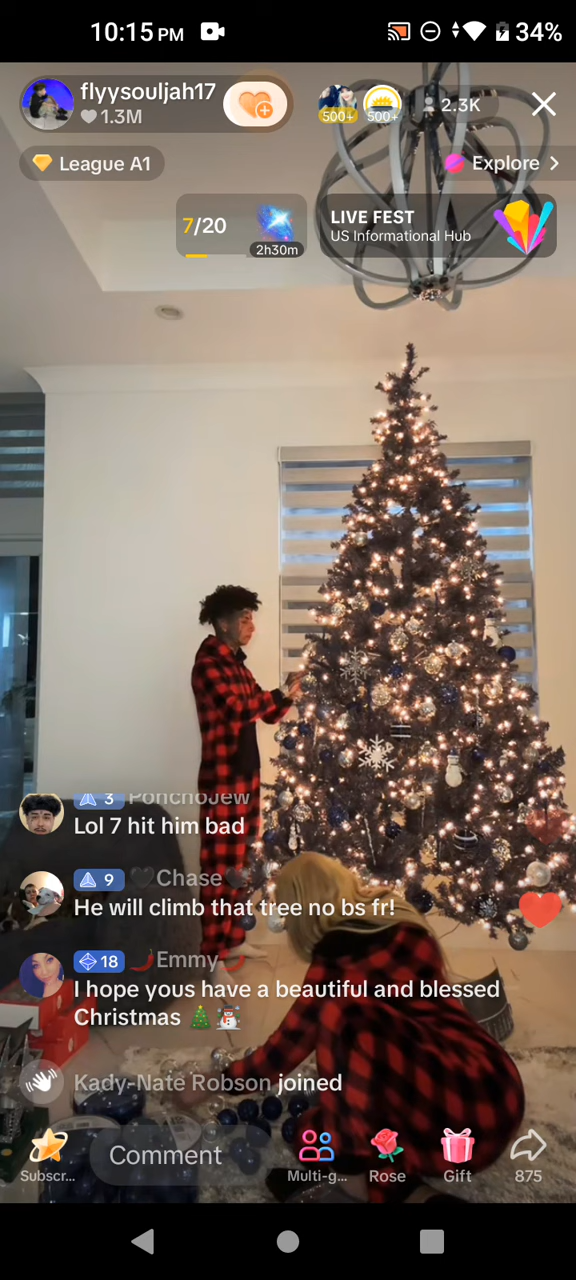 10:15 PM
34%
flyysouljah17
1.3M
500+
500+
2.3K
League A1
Explore
7/20
2h30m
LIVE FEST
US Informational Hub
3 PonchoJew
Lol 7 hit him bad
9 🖤Chase🖤
He will climb that tree no bs fr!
18 🌶️Emmy🌶️
I hope yous have a beautiful and blessed
Christmas 🎄☃️
Kady-Nate Robson joined
Comment
Subscr...
Multi-g...
Rose
Gift
875